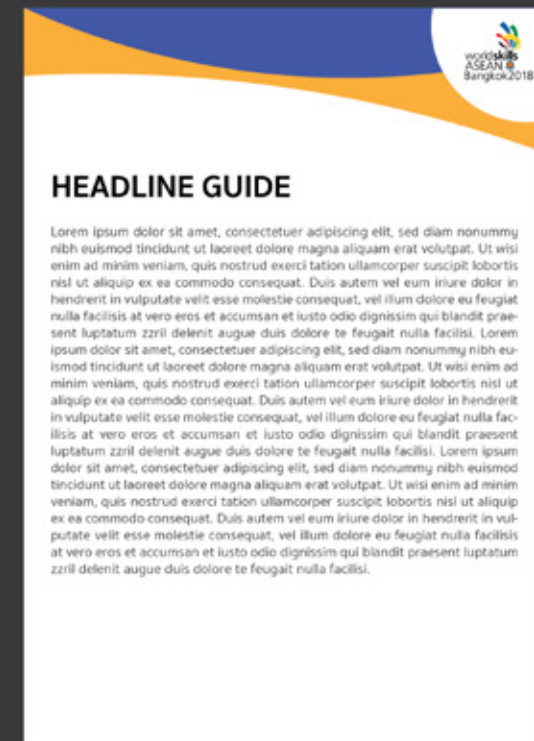 worldskills
ASEAN
Bangkok2018
HEADLINE GUIDE
Lorem ipsum dolor sit amet, consectetuer adipiscing elit, sed diam nonummy
nibh euismod tincidunt ut laoreet dolore magna aliquam erat volutpat. Ut wisi
enim ad minim veniam, quis nostrud exerci tation ullamcorper suscipit lobortis
nisl ut aliquip ex ea commodo consequat. Duis autem vel eum iriure dolor in
hendrerit in vulputate velit esse molestie consequat, vel illum dolore eu feugiat
nulla facilisis at vero eros et accumsan et iusto odio dignissim qui blandit prae-
sent luptatum zzril delenit augue duis dolore te feugait nulla facilisi. Lorem
ipsum dolor sit amet, consectetuer adipiscing elit, sed diam nonummy nibh eu-
ismod tincidunt ut laoreet dolore magna aliquam erat volutpat. Ut wisi enim ad
minim veniam, quis nostrud exerci tation ullamcorper suscipit lobortis nisl ut
aliquip ex ea commodo consequat. Duis autem vel eum iriure dolor in hendrerit
in vulputate velit esse molestie consequat, vel illum dolore eu feugiat nulla fac-
ilisis at vero eros et accumsan et iusto odio dignissim qui blandit praesent
luptatum zzril delenit augue duis dolore te feugait nulla facilisi. Lorem ipsum
dolor sit amet, consectetuer adipiscing elit, sed diam nonummy nibh euismod
tincidunt ut laoreet dolore magna aliquam erat volutpat. Ut wisi enim ad minim
veniam, quis nostrud exerci tation ullamcorper suscipit lobortis nisl ut aliquip
ex ea commodo consequat. Duis autem vel eum iriure dolor in hendrerit in vul-
putate velit esse molestie consequat, vel illum dolore eu feugiat nulla facilisis
at vero eros et accumsan et iusto odio dignissim qui blandit praesent luptatum
zzril delenit augue duis dolore te feugait nulla facilisi.